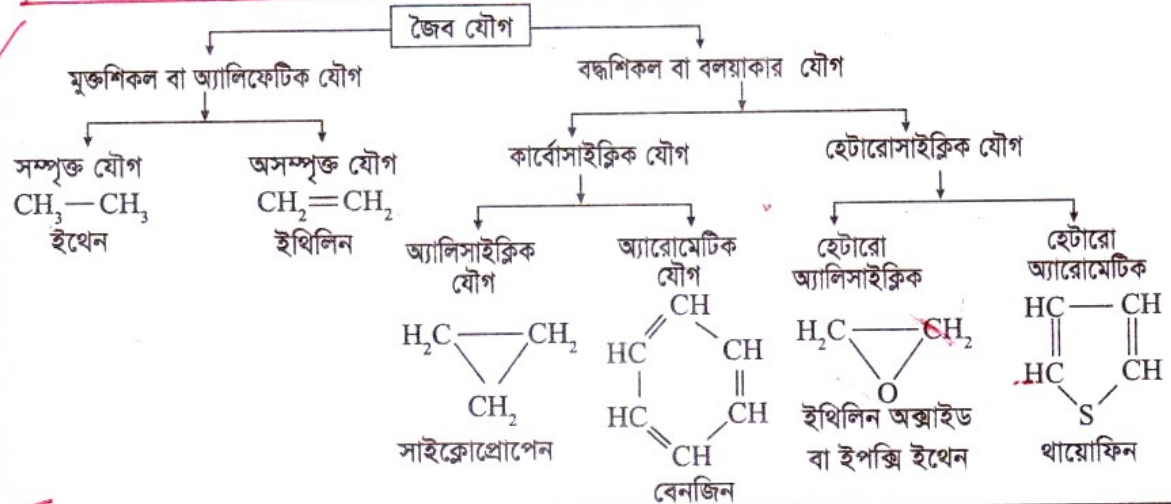 জৈব যৌগ
মুক্তশিকল বা অ্যালিফেটিক যৌগ
বদ্ধশিকল বা বলয়াকার যৌগ
সম্পৃক্ত যৌগ
CH₃—CH₃
ইথেন
অসম্পৃক্ত যৌগ
CH₂=CH₂
ইথিলিন
কার্বোসাইক্লিক যৌগ
হেটারোসাইক্লিক যৌগ
অ্যালিসাইক্লিক
যৌগ
H₂C — CH₂
CH₂
সাইক্লোপ্রোপেন
অ্যারোমেটিক
যৌগ
CH
HC CH
HC CH
CH
বেনজিন
হেটারো
অ্যালিসাইক্লিক
H₂C — CH₂
O
ইথিলিন অক্সাইড
বা ইপক্সি ইথেন
হেটারো
অ্যারোমেটিক
HC — CH
HC CH
S
থায়োফিন